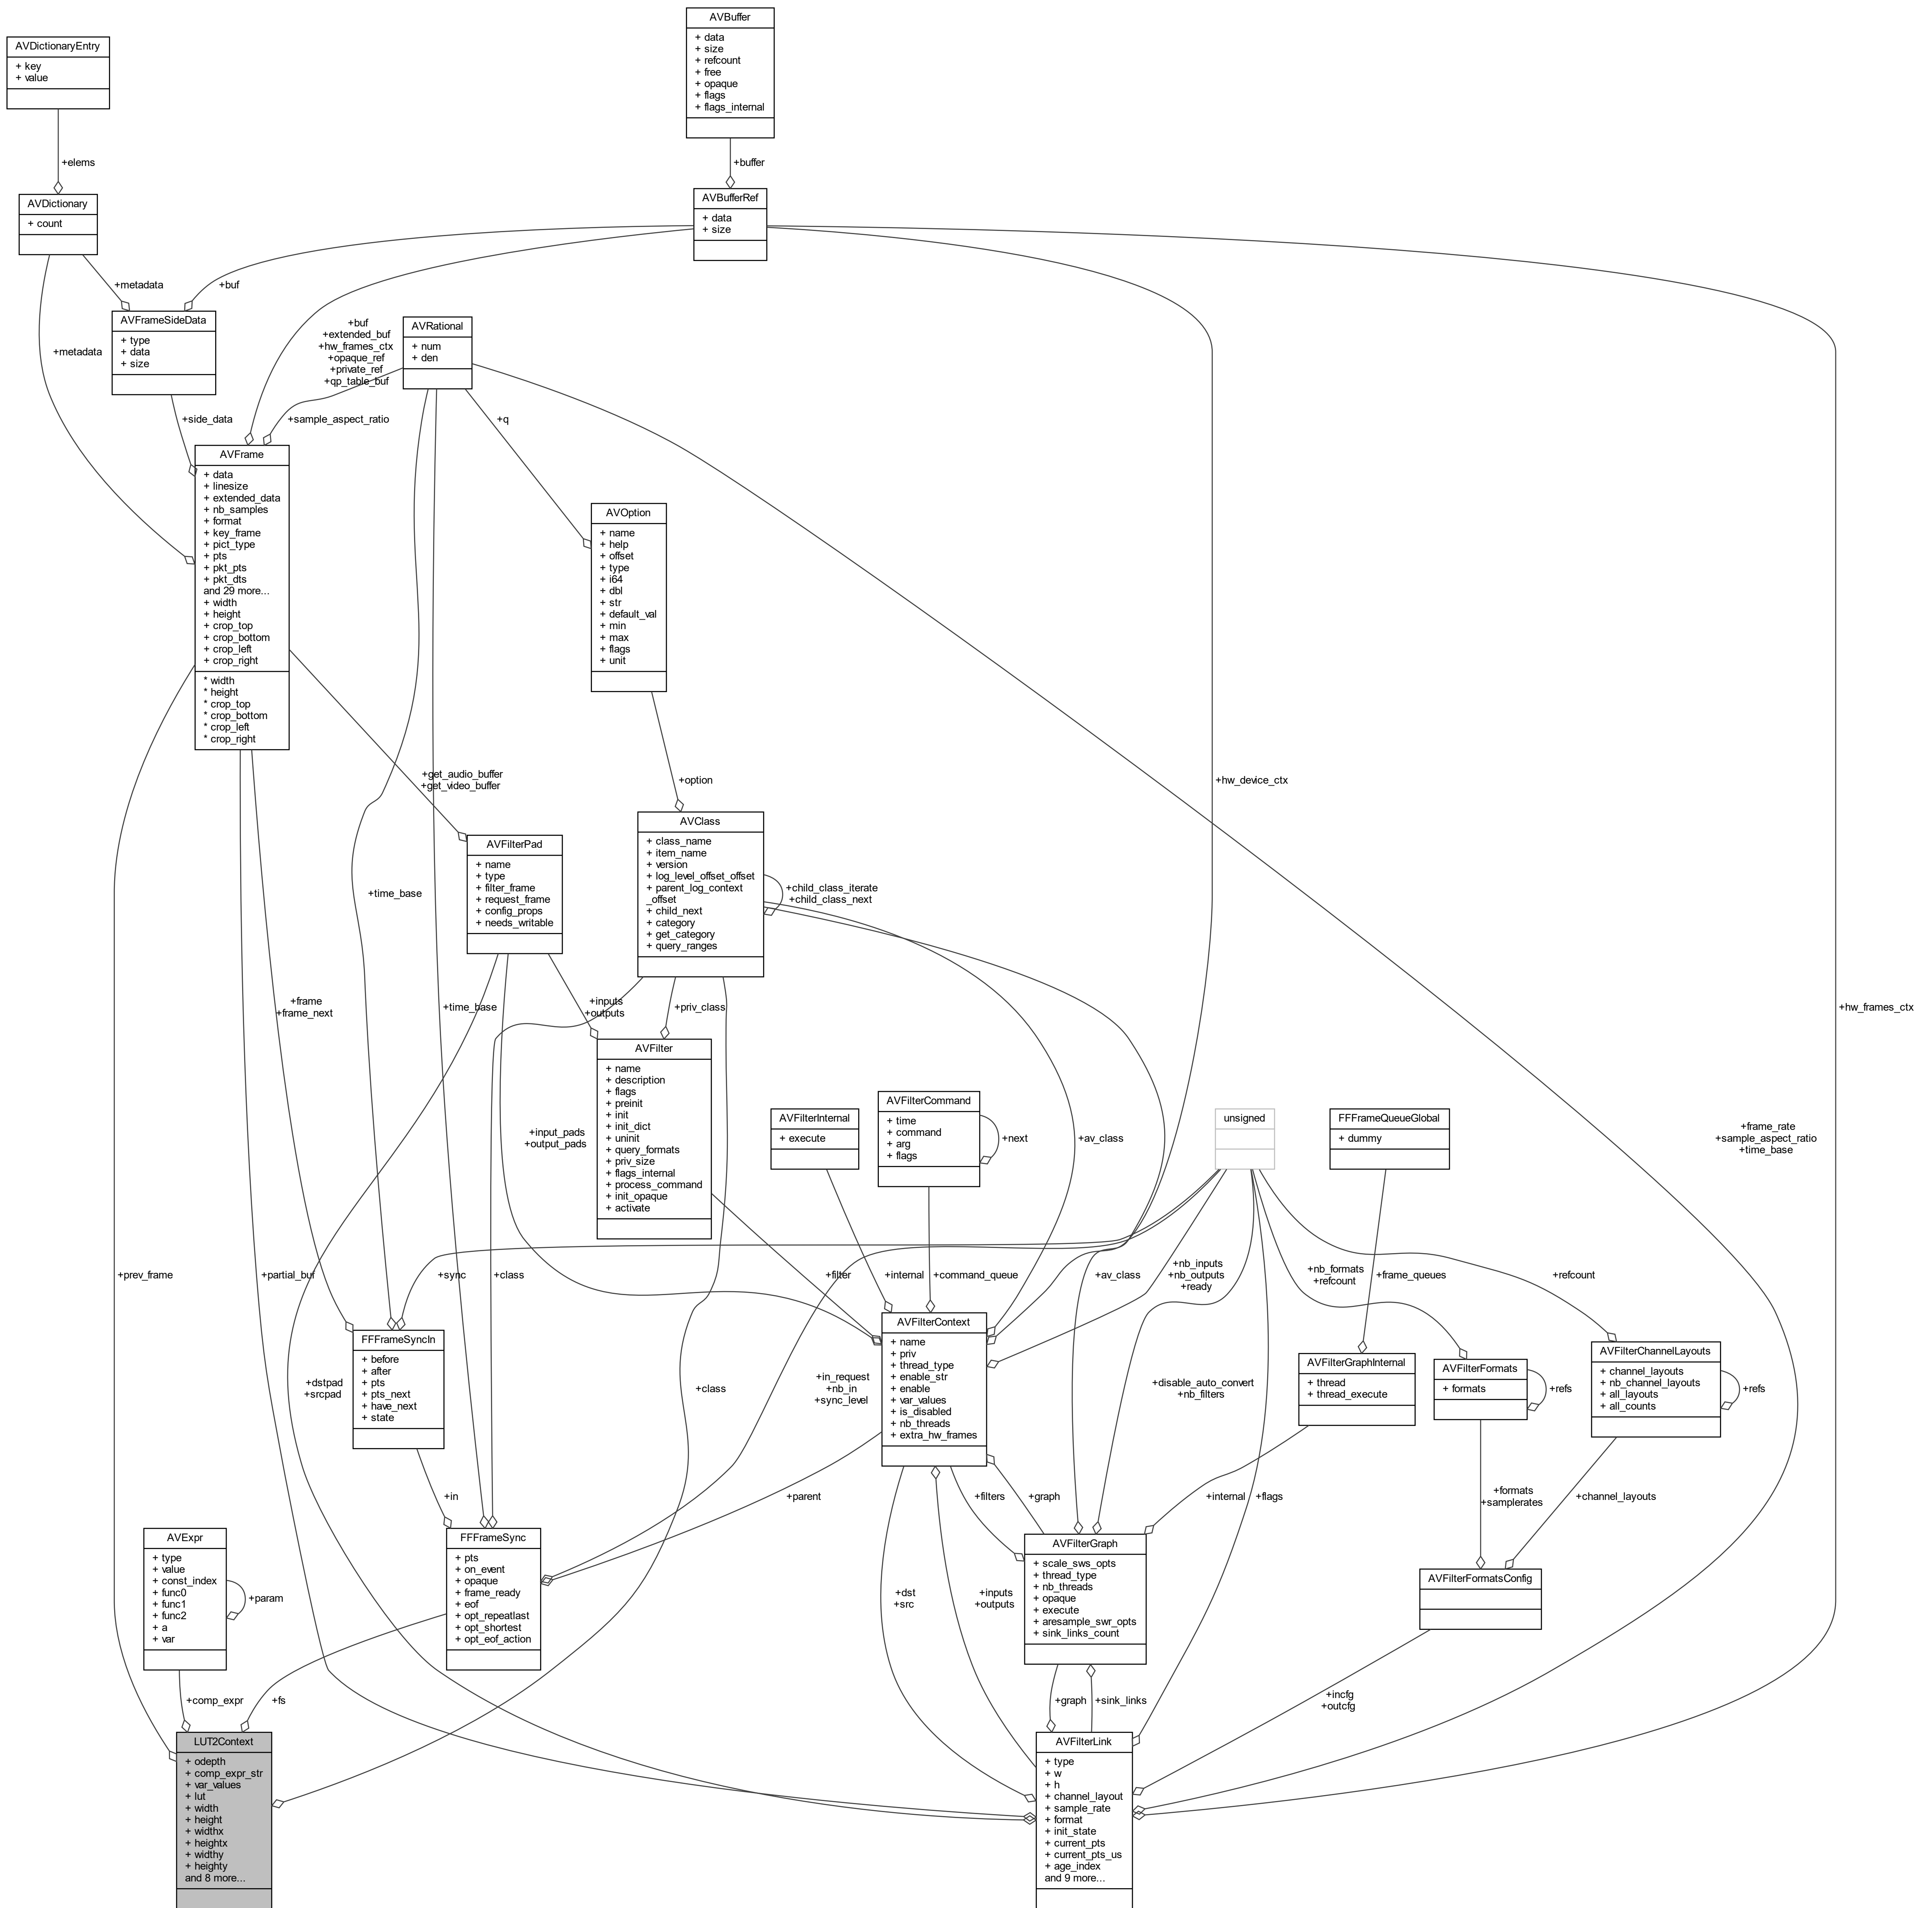 AVBuffer
+ data
+ size
+ refcount
+ free
+ opaque
+ flags
+ flags_internal
AVDictionaryEntry
+ key
+ value
+elems
+buffer
AVDictionary
+ count
AVBufferRef
+ data
+ size
+metadata
+buf
AVFrameSideData
+ type
+ data
+ size
+metadata
+buf
+extended_buf
+hw_frames_ctx
+opaque_ref
+private_ref
+qp_table_buf
AVRational
+ num
+ den
+side_data
+sample_aspect_ratio
+q
AVFrame
+ data
+ linesize
+ extended_data
+ nb_samples
+ format
+ key_frame
+ pict_type
+ pts
+ pkt_pts
+ pkt_dts
and 29 more...
+ width
+ height
+ crop_top
+ crop_bottom
+ crop_left
+ crop_right
* width
* height
* crop_top
* crop_bottom
* crop_left
* crop_right
AVOption
+ name
+ help
+ offset
+ type
+ i64
+ dbl
+ str
+ default_val
+ min
+ max
+ flags
+ unit
+get_audio_buffer
+get_video_buffer
+option
+hw_device_ctx
AVFilterPad
+ name
+ type
+ filter_frame
+ request_frame
+ config_props
+ needs_writable
AVClass
+ class_name
+ item_name
+ version
+ log_level_offset_offset
+ parent_log_context
_offset
+ child_next
+ category
+ get_category
+ query_ranges
+child_class_iterate
+child_class_next
+time_base
+frame
+frame_next
+time_base
+inputs
+outputs
+priv_class
+hw_frames_ctx
AVFilter
+ name
+ description
+ flags
+ preinit
+ init
+ init_dict
+ uninit
+ query_formats
+ priv_size
+ flags_internal
+ process_command
+ init_opaque
+ activate
+input_pads
+output_pads
AVFilterInternal
+ execute
AVFilterCommand
+ time
+ command
+ arg
+ flags
+next
+av_class
unsigned
FFFrameQueueGlobal
+ dummy
+frame_rate
+sample_aspect_ratio
+time_base
+prev_frame
+partial_buf
+sync
+class
+filter
+internal
+command_queue
+av_class
+nb_inputs
+nb_outputs
+ready
+nb_formats
+refcount
+frame_queues
+refcount
FFFrameSyncIn
+ before
+ after
+ pts
+ pts_next
+ have_next
+ state
AVFilterContext
+ name
+ priv
+ thread_type
+ enable_str
+ enable
+ var_values
+ is_disabled
+ nb_threads
+ extra_hw_frames
AVFilterGraphInternal
+ thread
+ thread_execute
AVFilterFormats
+ formats
+refs
AVFilterChannelLayouts
+ channel_layouts
+ nb_channel_layouts
+ all_layouts
+ all_counts
+refs
+dstpad
+srcpad
+class
+in_request
+nb_in
+sync_level
+disable_auto_convert
+nb_filters
+in
+parent
+filters
+graph
+internal
+flags
+formats
+samplerates
+channel_layouts
AVExpr
+ type
+ value
+ const_index
+ func0
+ func1
+ func2
+ a
+ var
+param
FFFrameSync
+ pts
+ on_event
+ opaque
+ frame_ready
+ eof
+ opt_repeatlast
+ opt_shortest
+ opt_eof_action
+dst
+src
+inputs
+outputs
AVFilterGraph
+ scale_sws_opts
+ thread_type
+ nb_threads
+ opaque
+ execute
+ aresample_swr_opts
+ sink_links_count
AVFilterFormatsConfig
+comp_expr
+fs
+graph
+sink_links
+incfg
+outcfg
LUT2Context
+ odepth
+ comp_expr_str
+ var_values
+ lut
+ width
+ height
+ widthx
+ heightx
+ widthy
+ heighty
and 8 more...
AVFilterLink
+ type
+ w
+ h
+ channel_layout
+ sample_rate
+ format
+ init_state
+ current_pts
+ current_pts_us
+ age_index
and 9 more...